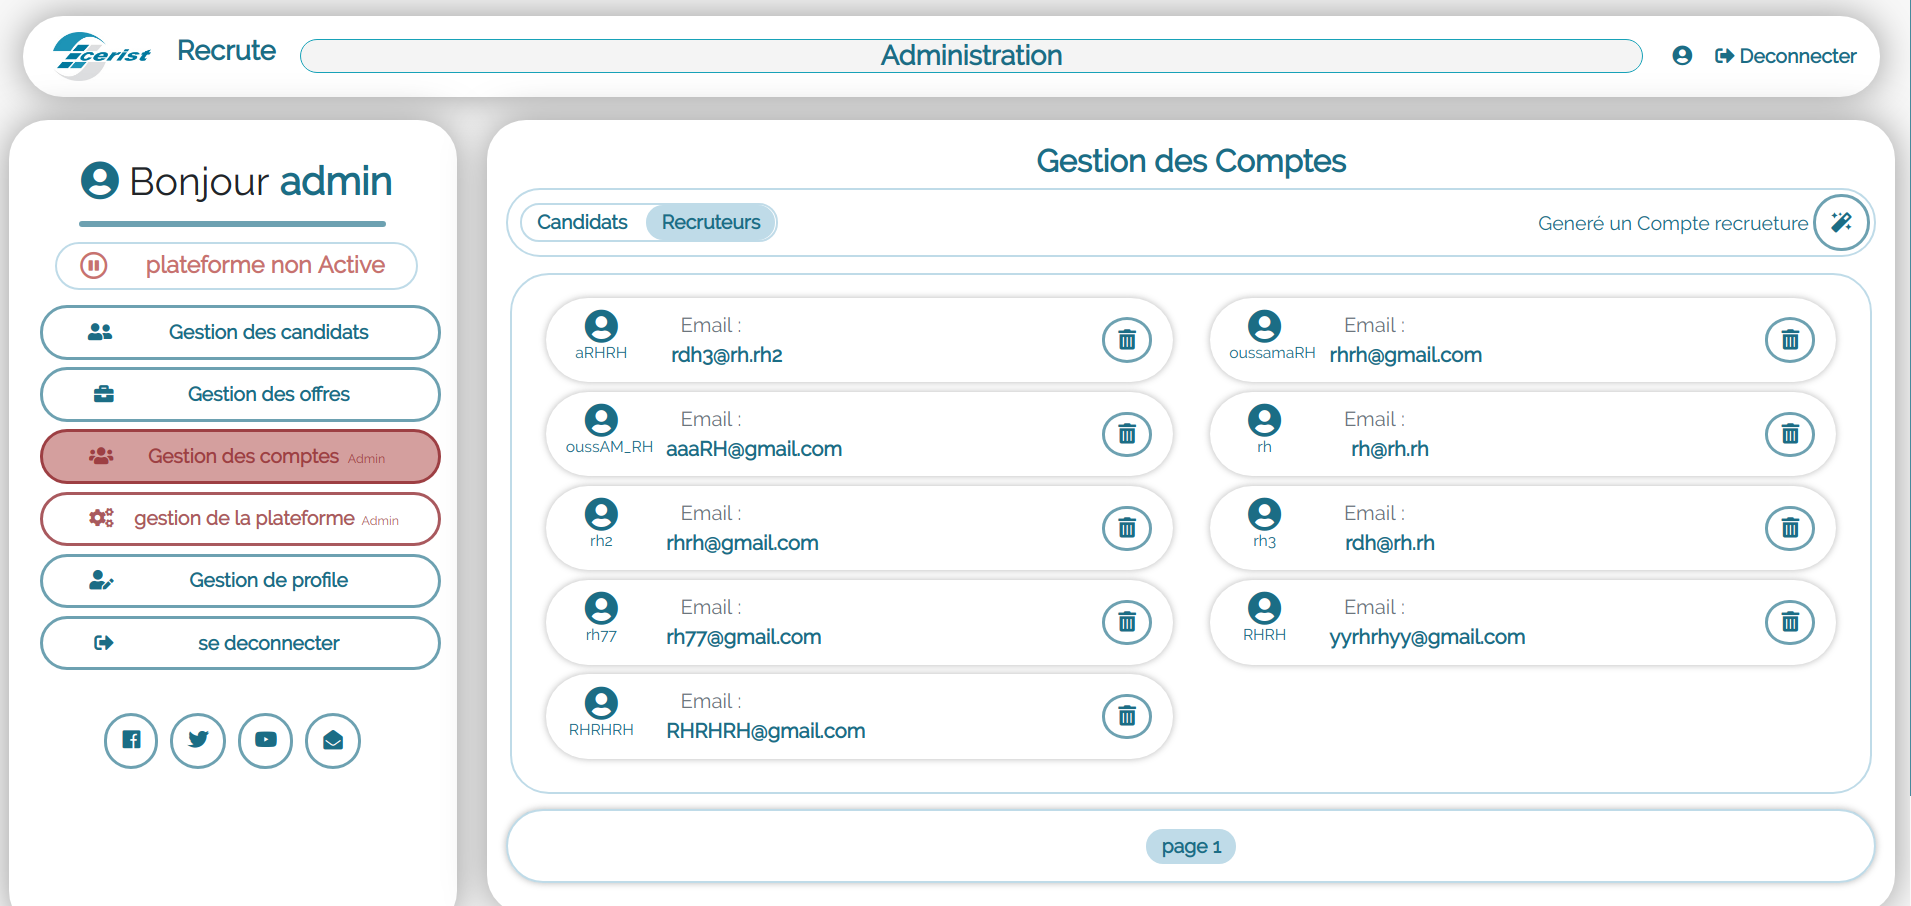 cerist
Recrute
Administration
Deconnecter
Bonjour admin
plateforme non Active
Gestion des candidats
Gestion des offres
Gestion des comptes Admin
gestion de la plateforme Admin
Gestion de profile
se deconnecter
Gestion des Comptes
Candidats
Recruteurs
Generé un Compte recrueture
aRHRH
Email :
rdh3@rh.rh2
oussamaRH
Email :
rhrh@gmail.com
oussAM_RH
Email :
aaaRH@gmail.com
rh
Email :
rh@rh.rh
rh2
Email :
rhrh@gmail.com
rh3
Email :
rdh@rh.rh
rh77
Email :
rh77@gmail.com
RHRH
Email :
yyrhrhyy@gmail.com
RHRHRH
Email :
RHRHRH@gmail.com
page 1